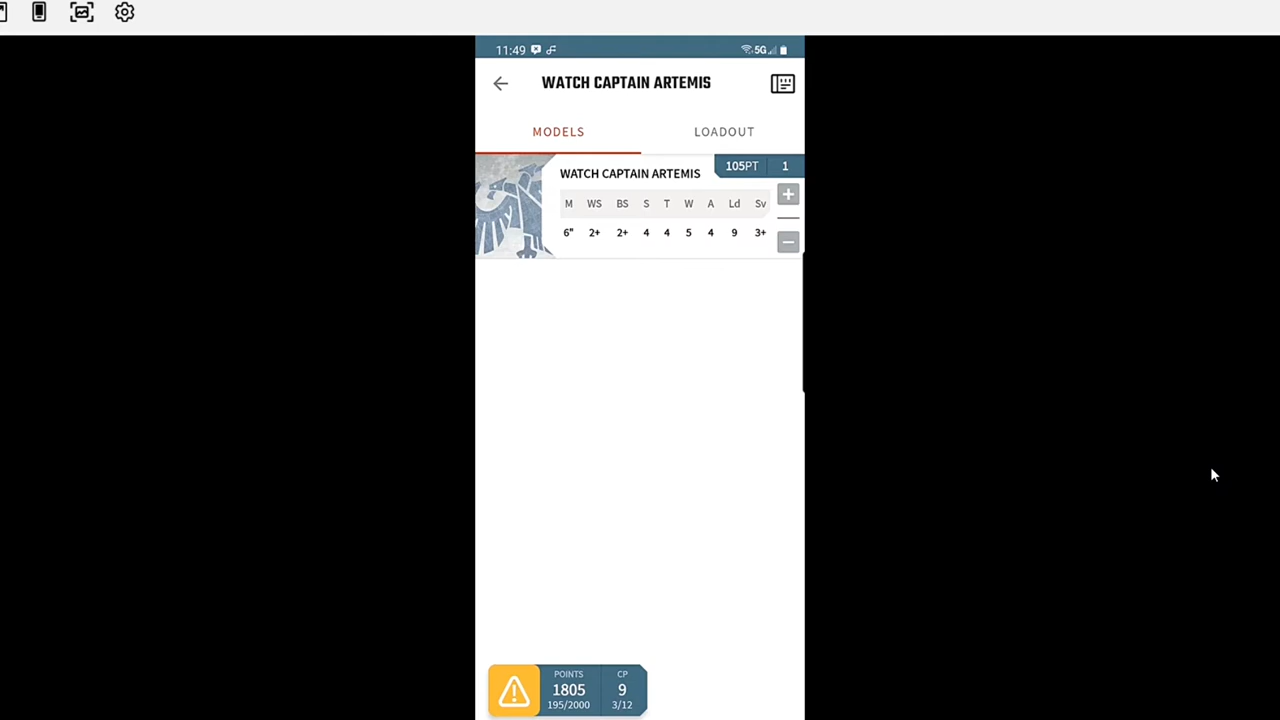 11:49 5G
WATCH CAPTAIN ARTEMIS
MODELS LOADOUT
105PT 1
WATCH CAPTAIN ARTEMIS
M WS BS S T W A Ld Sv
6" 2+ 2+ 4 4 5 4 9 3+
POINTS CP
1805 9
195/2000 3/12